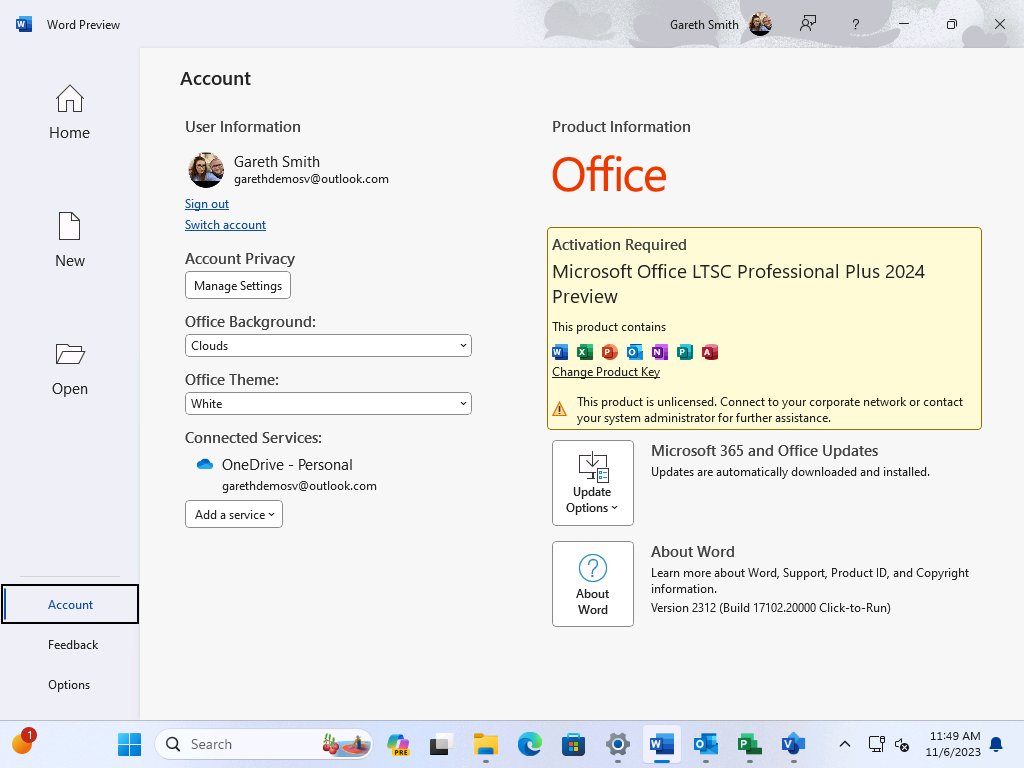 Word Preview
Gareth Smith
?
Home
New
Open
Account
Feedback
Options
Account
User Information
Gareth Smith
garethdemosv@outlook.com
Sign out
Switch account
Account Privacy
Manage Settings
Office Background:
Clouds
Office Theme:
White
Connected Services:
OneDrive - Personal
garethdemosv@outlook.com
Add a service
Product Information
Office
Activation Required
Microsoft Office LTSC Professional Plus 2024
Preview
This product contains
W X P O N P A
Change Product Key
This product is unlicensed. Connect to your corporate network or contact
your system administrator for further assistance.
Update
Options
Microsoft 365 and Office Updates
Updates are automatically downloaded and installed.
?
About
Word
About Word
Learn more about Word, Support, Product ID, and Copyright
information.
Version 2312 (Build 17102.20000 Click-to-Run)
1
Search
PRE
W
O
P
V
11:49 AM
11/6/2023